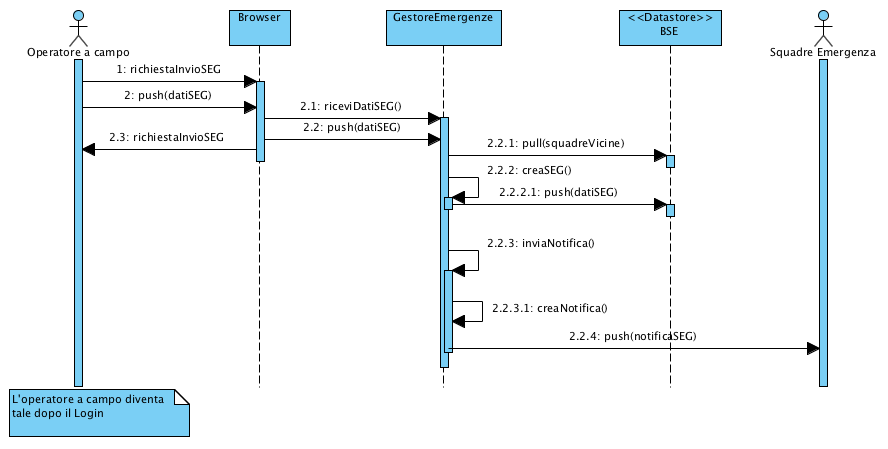 Browser
GestoreEmergenze
<<Datastore>>
BSE
Operatore a campo
Squadre Emergenza
1: richiestaInvioSEG
2: push(datiSEG)
2.1: riceviDatiSEG()
2.2: push(datiSEG)
2.3: richiestaInvioSEG
2.2.1: pull(squadreVicine)
2.2.2: creaSEG()
2.2.2.1: push(datiSEG)
2.2.3: inviaNotifica()
2.2.3.1: creaNotifica()
2.2.4: push(notificaSEG)
L'operatore a campo diventa
tale dopo il Login